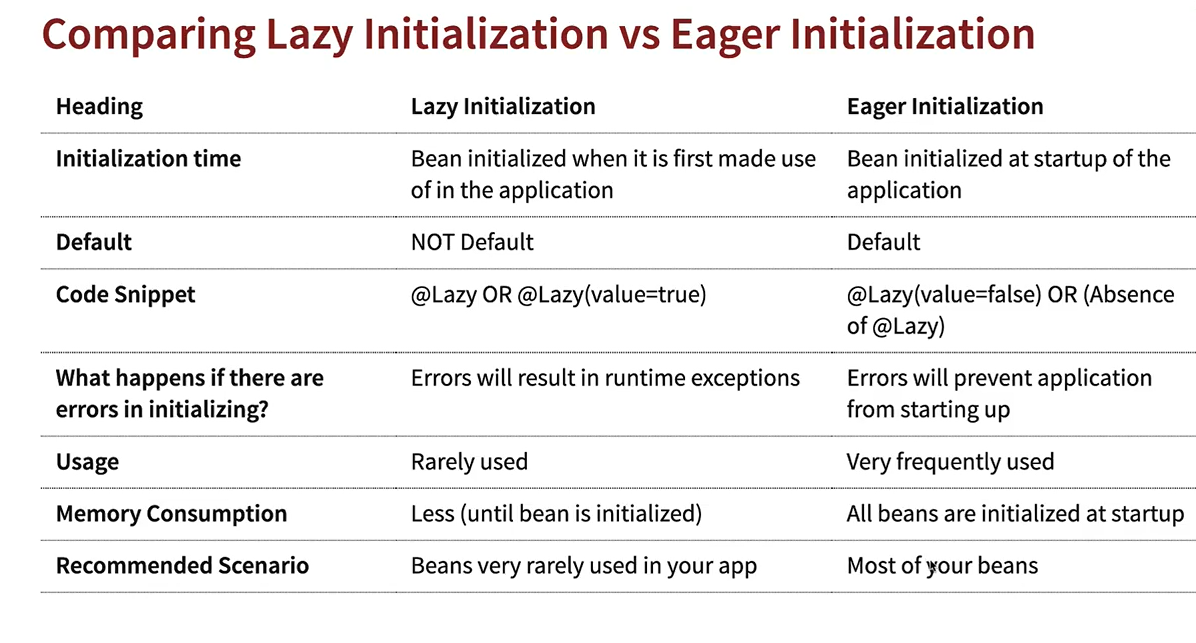 Comparing Lazy Initialization vs Eager Initialization
Heading Lazy Initialization Eager Initialization
Initialization time Bean initialized when it is first made use Bean initialized at startup of the
of in the application application
Default NOT Default Default
Code Snippet @Lazy OR @Lazy(value=true) @Lazy(value=false) OR (Absence
of @Lazy)
What happens if there are Errors will result in runtime exceptions Errors will prevent application
errors in initializing? from starting up
Usage Rarely used Very frequently used
Memory Consumption Less (until bean is initialized) All beans are initialized at startup
Recommended Scenario Beans very rarely used in your app Most of your beans